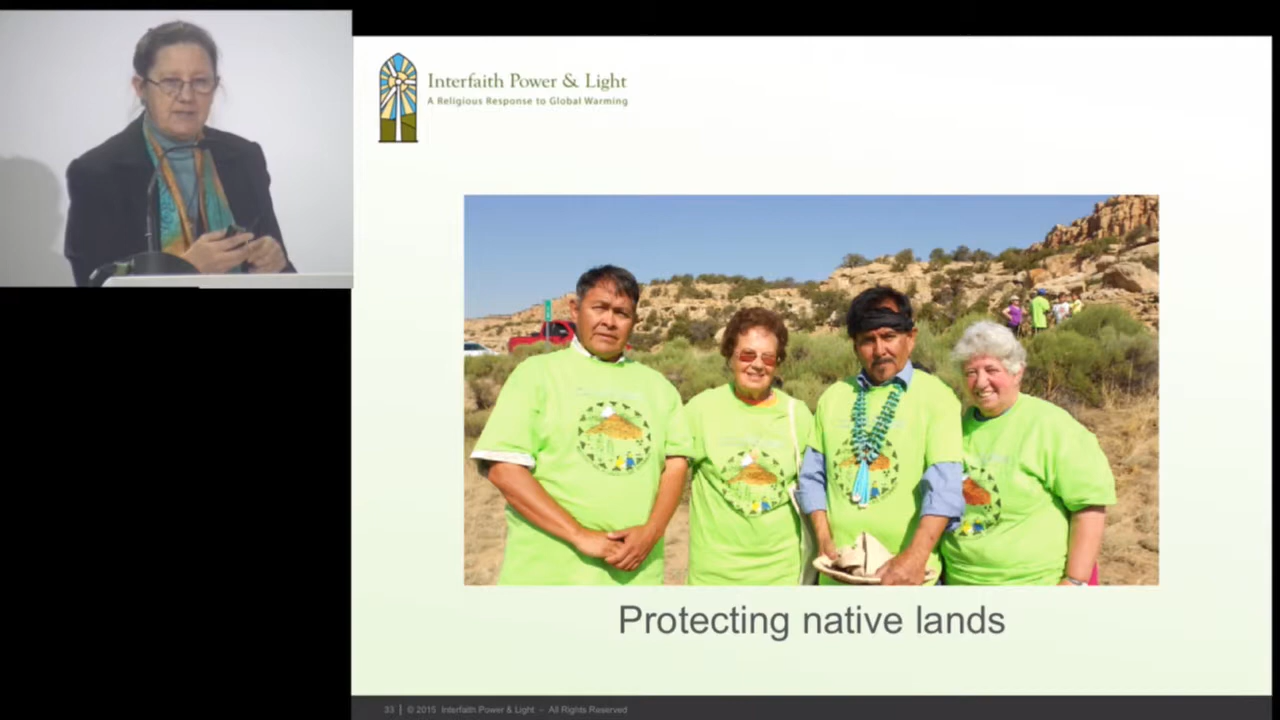 Interfaith Power & Light
A Religious Response to Global Warming
Protecting native lands
33 | © 2015 Interfaith Power & Light – All Rights Reserved